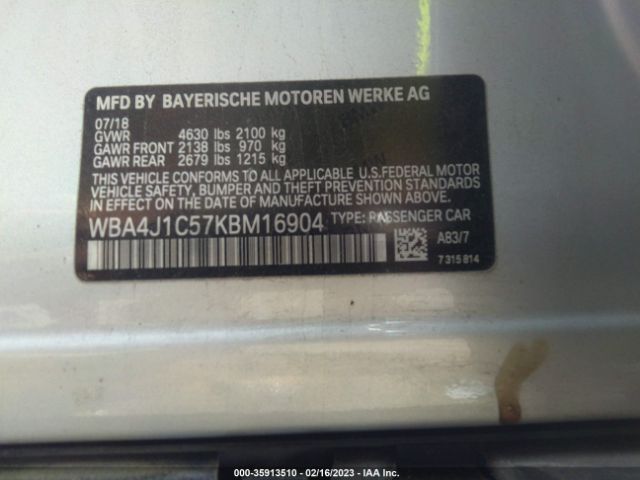 MFD BY BAYERISCHE MOTOREN WERKE AG
07/18
GVWR 4630 lbs 2100 kg
GAWR FRONT 2138 lbs 970 kg
GAWR REAR 2679 lbs 1215 kg
THIS VEHICLE CONFORMS TO ALL APPLICABLE U.S.FEDERAL MOTOR
VEHICLE SAFETY, BUMPER AND THEFT PREVENTION STANDARDS IN
EFFECT ON THE DATE OF MANUFACTURE SHOWN ABOVE.
WBA4J1C57KBM16904 TYPE: PASSENGER CAR
A83/7
7315814
000-35913510 - 02/16/2023 - IAA Inc.